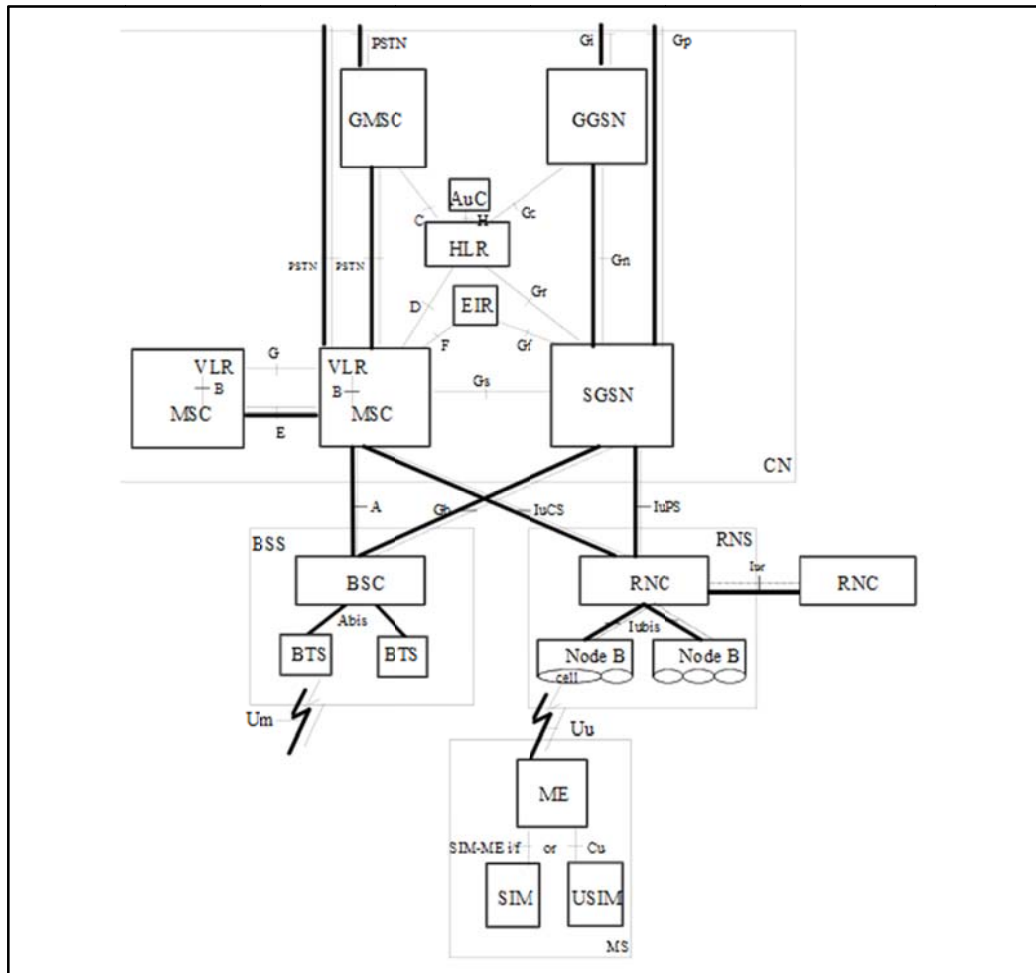 PSTN Gi Gp
GMSC GGSN
AuC
C H Gc
HLR
PSTN PSTN Gn
D EIR Gr
F Gf
G
VLR VLR
B B Gs SGSN
MSC MSC
E
CN
A Gb IuCS IuPS
BSS RNS
Iur
BSC RNC RNC
Abis Iubis
BTS BTS Node B Node B
cell
Um Uu
ME
SIM-ME i/f or Cu
SIM USIM
MS